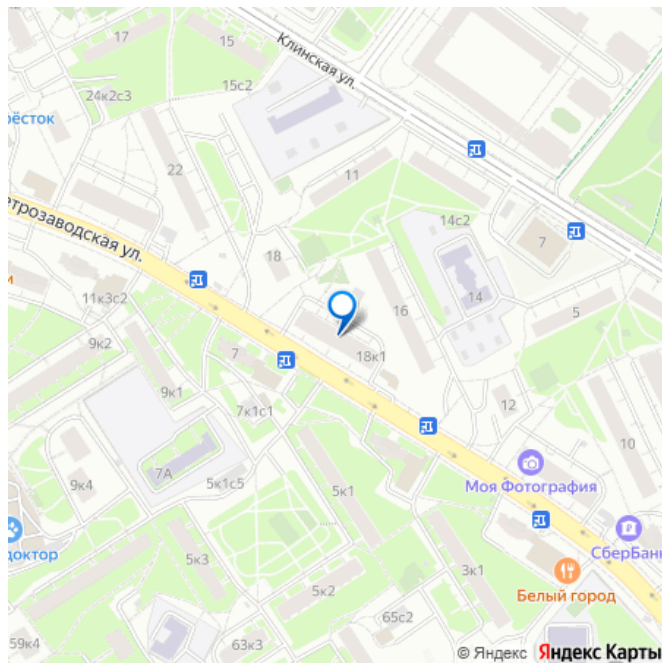 17
15
Клинская ул.
15с2
24к2с3
рёсток
22
11
етрозаводская ул.
14с2
7
18
и
11к3с2
14
16
5
9к2
7
18к1
9к1
7к1с1
12
10
7А
9к4
5к1с5
5к1
Моя Фотография
доктор
5к3
СберБанк
3к1
5к2
Белый город
65с2
59к4
63к3
© Яндекс Яндекс Карты